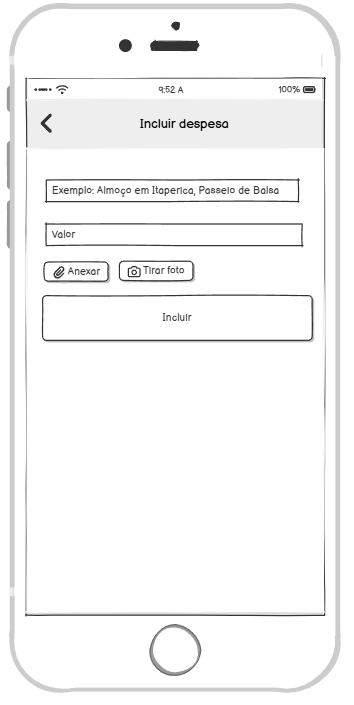 9:52 A
100%
Incluir despesa
Exemplo: Almoço em Itaperica, Passeio de Balsa
Valor
Anexar
Tirar foto
Incluir